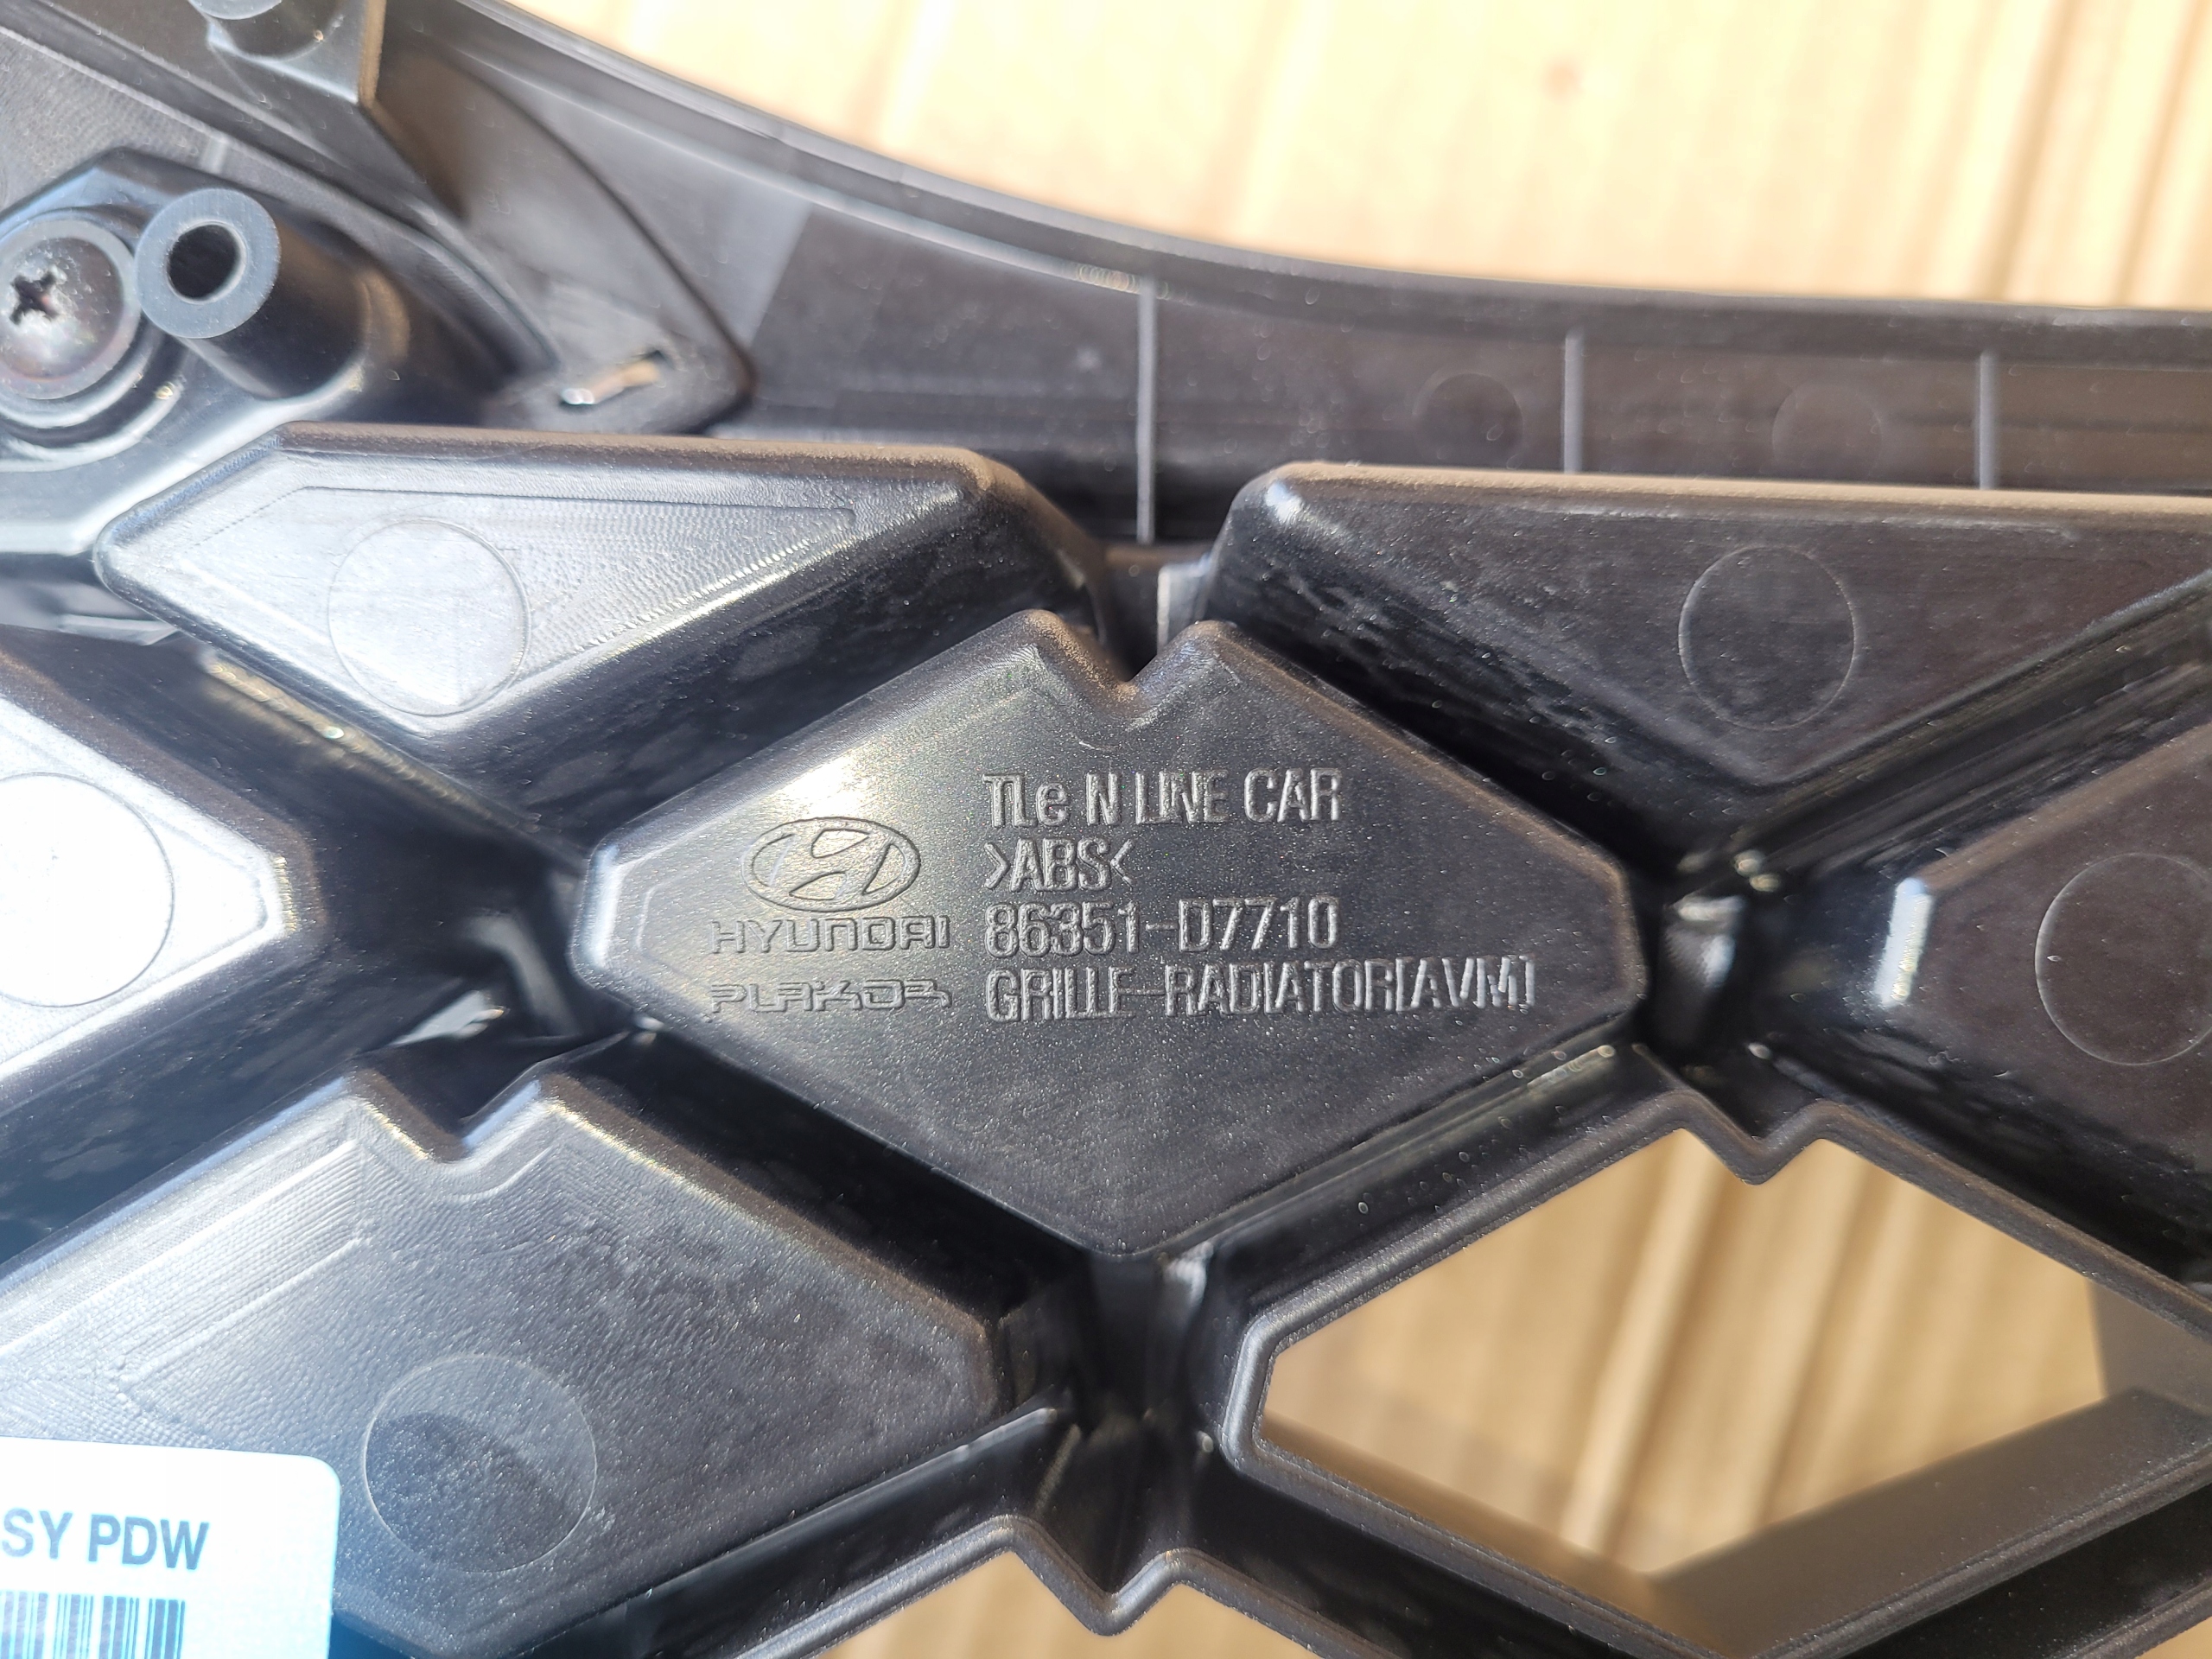 TLe N LINE CAR
>ABS<
86351-D7710
GRILLE-RADIATOR[AVM]
HYUNDAI
PLAKOR
SY PDW